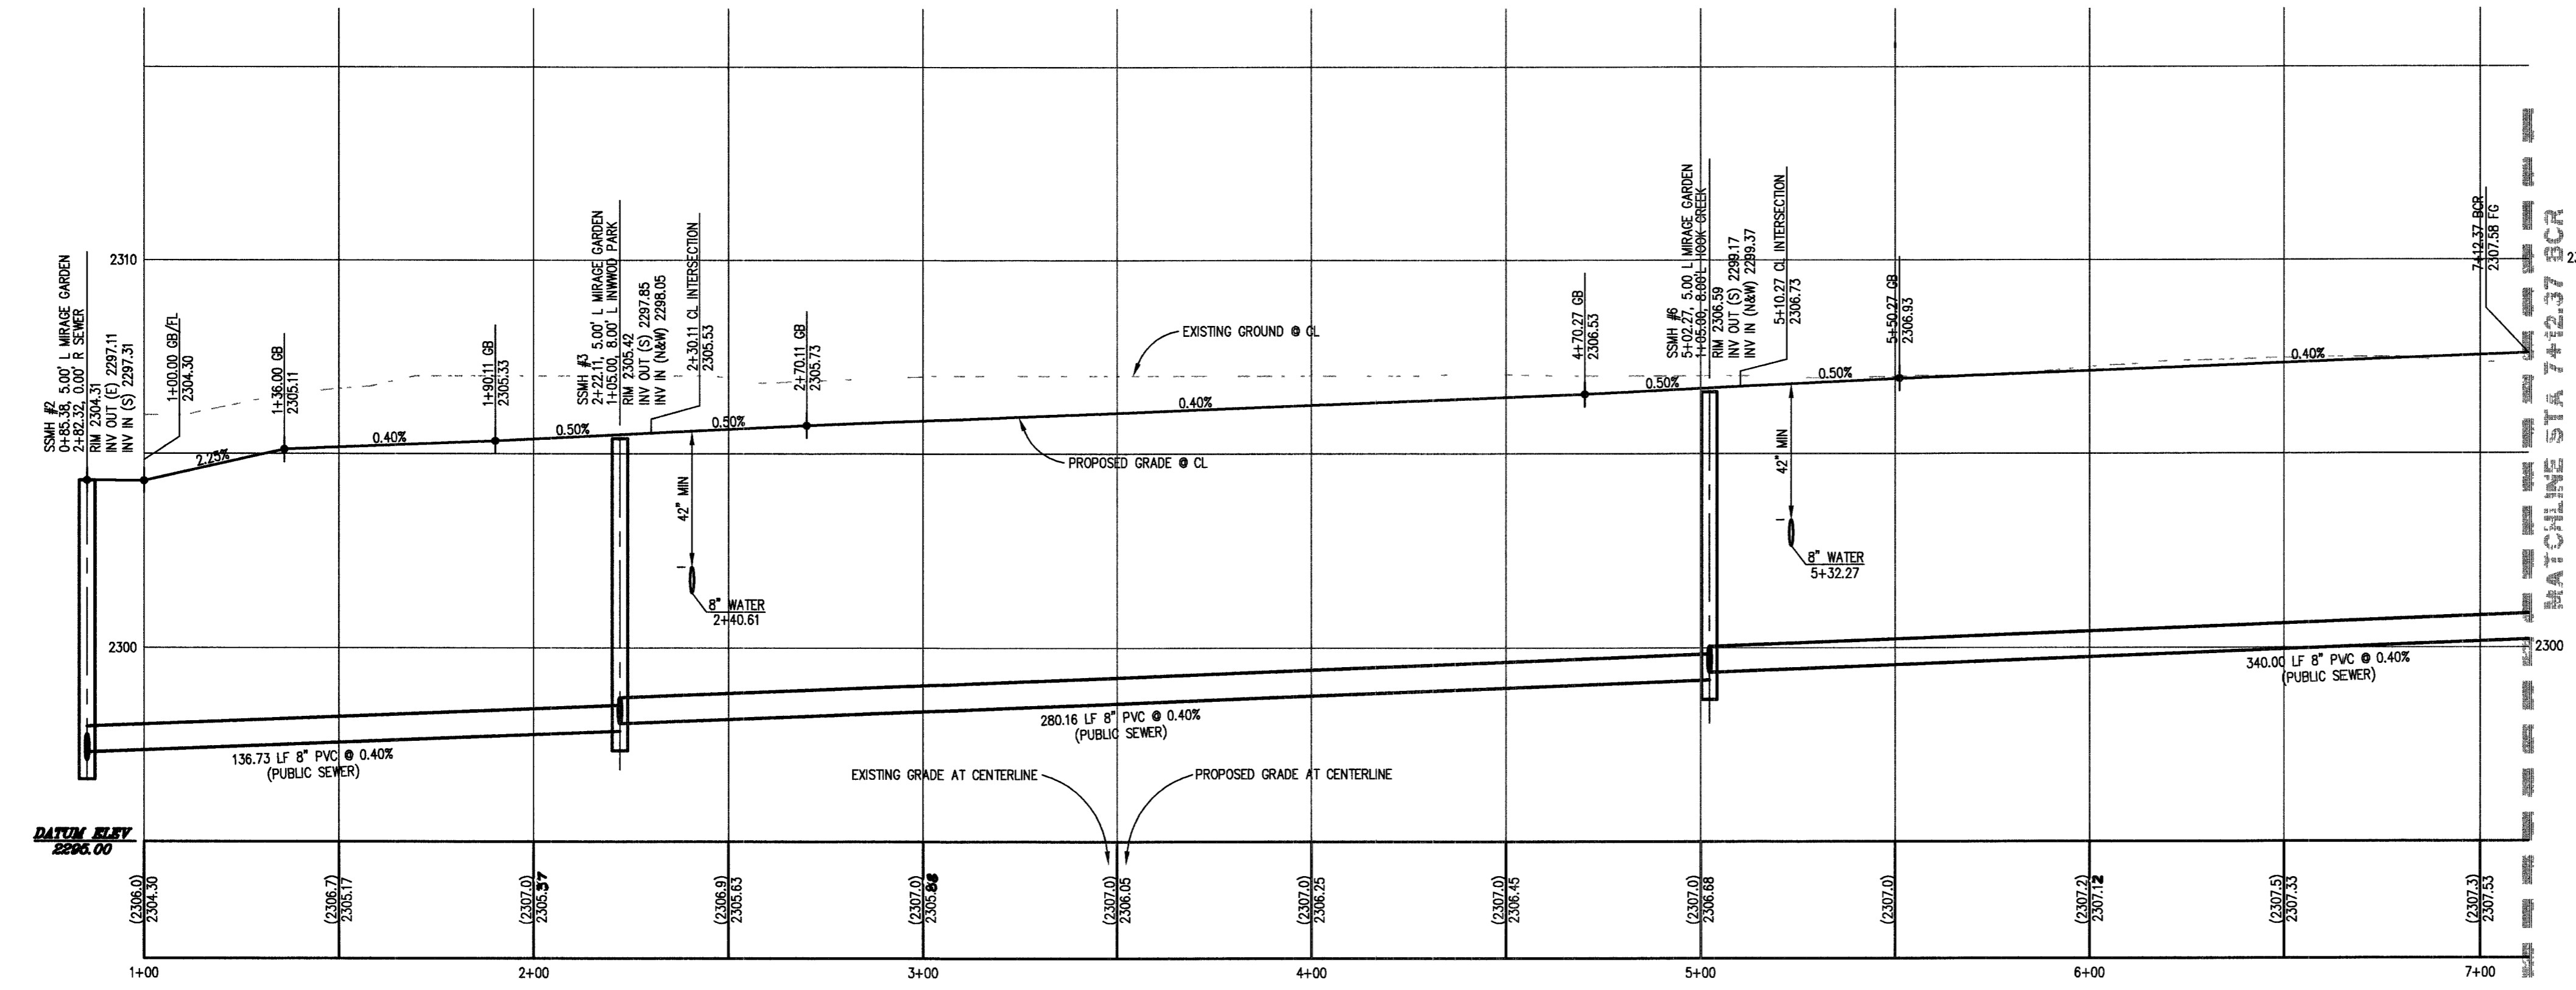 SSMH #2
0+85.38, 5.00' L MIRAGE GARDEN
2+82.32, 0.00' R SEWER
RIM 2304.31
INV OUT (E) 2297.11
INV IN (S) 2297.31
1+00.00 GB/FL
2304.30
1+36.00 GB
2305.11
1+90.11 GB
2305.33
SSMH #3
2+22.11, 5.00' L MIRAGE GARDEN
1+05.00, 8.00' L INWWOD PARK
RIM 2305.42
INV OUT (S) 2297.85
INV IN (N&W) 2298.05
2+30.11 CL INTERSECTION
2305.53
2+70.11 GB
2305.73
4+70.27 GB
2306.53
SSMH #6
5+02.27, 5.00 L MIRAGE GARDEN
1+05.00, 8.00'L HOOK CREEK
RIM 2306.59
INV OUT (S) 2299.17
INV IN (N&W) 2299.37
5+10.27 CL INTERSECTION
2306.73
5+50.27 GB
2306.93
7+12.37 BCR
2307.58 FG
MATCHLINE STA 7+12.37 BCR
2310
EXISTING GROUND @ CL
PROPOSED GRADE @ CL
2.25%
0.40%
0.50%
0.50%
0.40%
0.50%
0.50%
0.40%
42" MIN
8" WATER
2+40.61
42" MIN
8" WATER
5+32.27
2300
2300
136.73 LF 8" PVC @ 0.40%
(PUBLIC SEWER)
280.16 LF 8" PVC @ 0.40%
(PUBLIC SEWER)
340.00 LF 8" PVC @ 0.40%
(PUBLIC SEWER)
EXISTING GRADE AT CENTERLINE
PROPOSED GRADE AT CENTERLINE
DATUM ELEV
2295.00
(2306.0)
2304.30
(2306.7)
2305.17
(2307.0)
2305.37
(2306.9)
2305.63
(2307.0)
(2307.0)
2306.05
(2307.0)
2306.25
(2307.0)
2306.45
(2307.0)
2306.68
(2307.0)
(2307.2)
2307.12
(2307.5)
2307.33
(2307.3)
2307.53
1+00
2+00
3+00
4+00
5+00
6+00
7+00